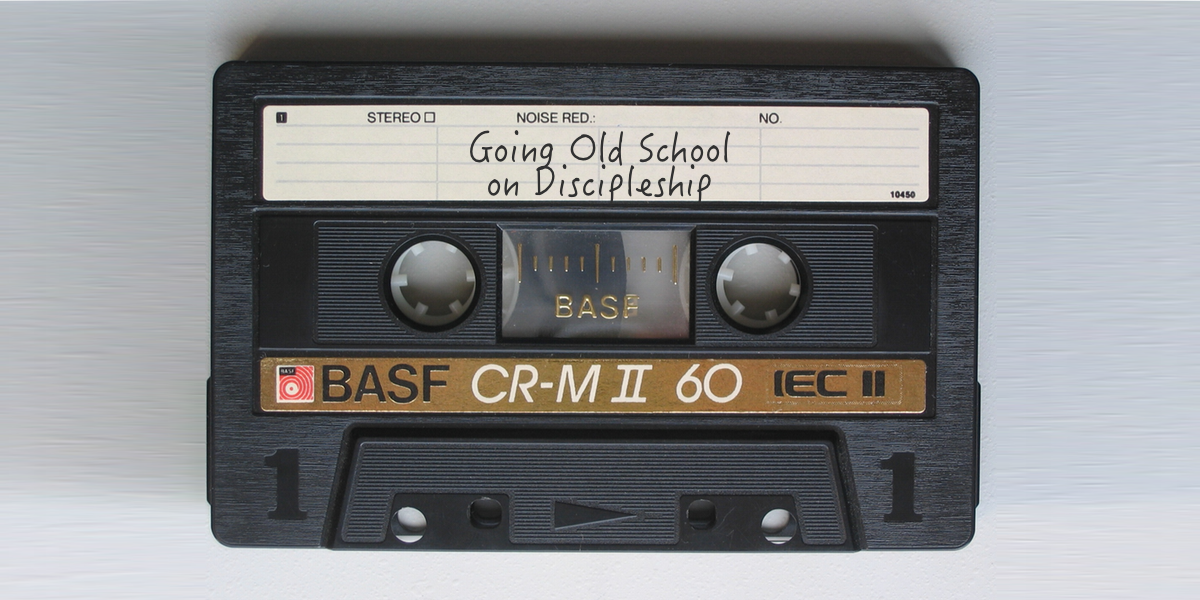 1 STEREO NOISE RED.: NO.
Going Old School
on Discipleship
10450
BASF
BASF BASF CR-M II 60 IEC II
1 1